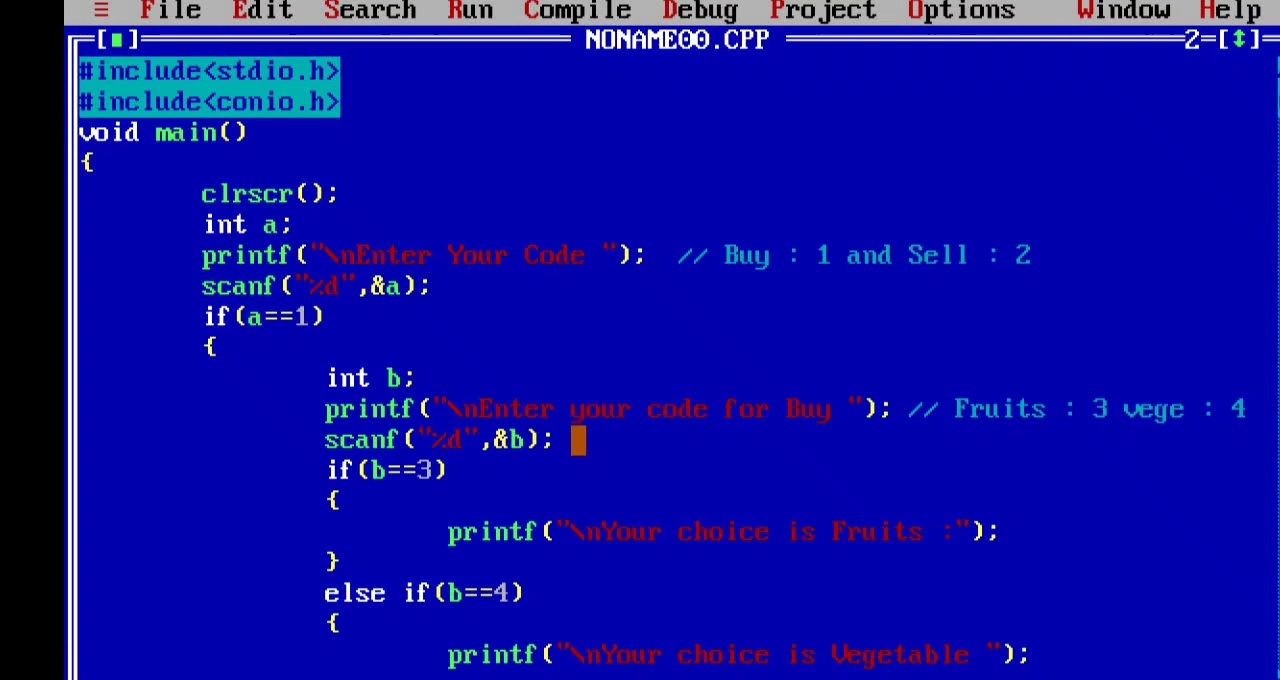 ≡ File Edit Search Run Compile Debug Project Options Window Help
[■] NONAME00.CPP 2=[↕]
#include<stdio.h>
#include<conio.h>
void main()
{
clrscr();
int a;
printf("\nEnter Your Code "); // Buy : 1 and Sell : 2
scanf("%d",&a);
if(a==1)
{
int b;
printf("\nEnter your code for Buy "); // Fruits : 3 vege : 4
scanf("%d",&b);
if(b==3)
{
printf("\nYour choice is Fruits :");
}
else if(b==4)
{
printf("\nYour choice is Vegetable ");